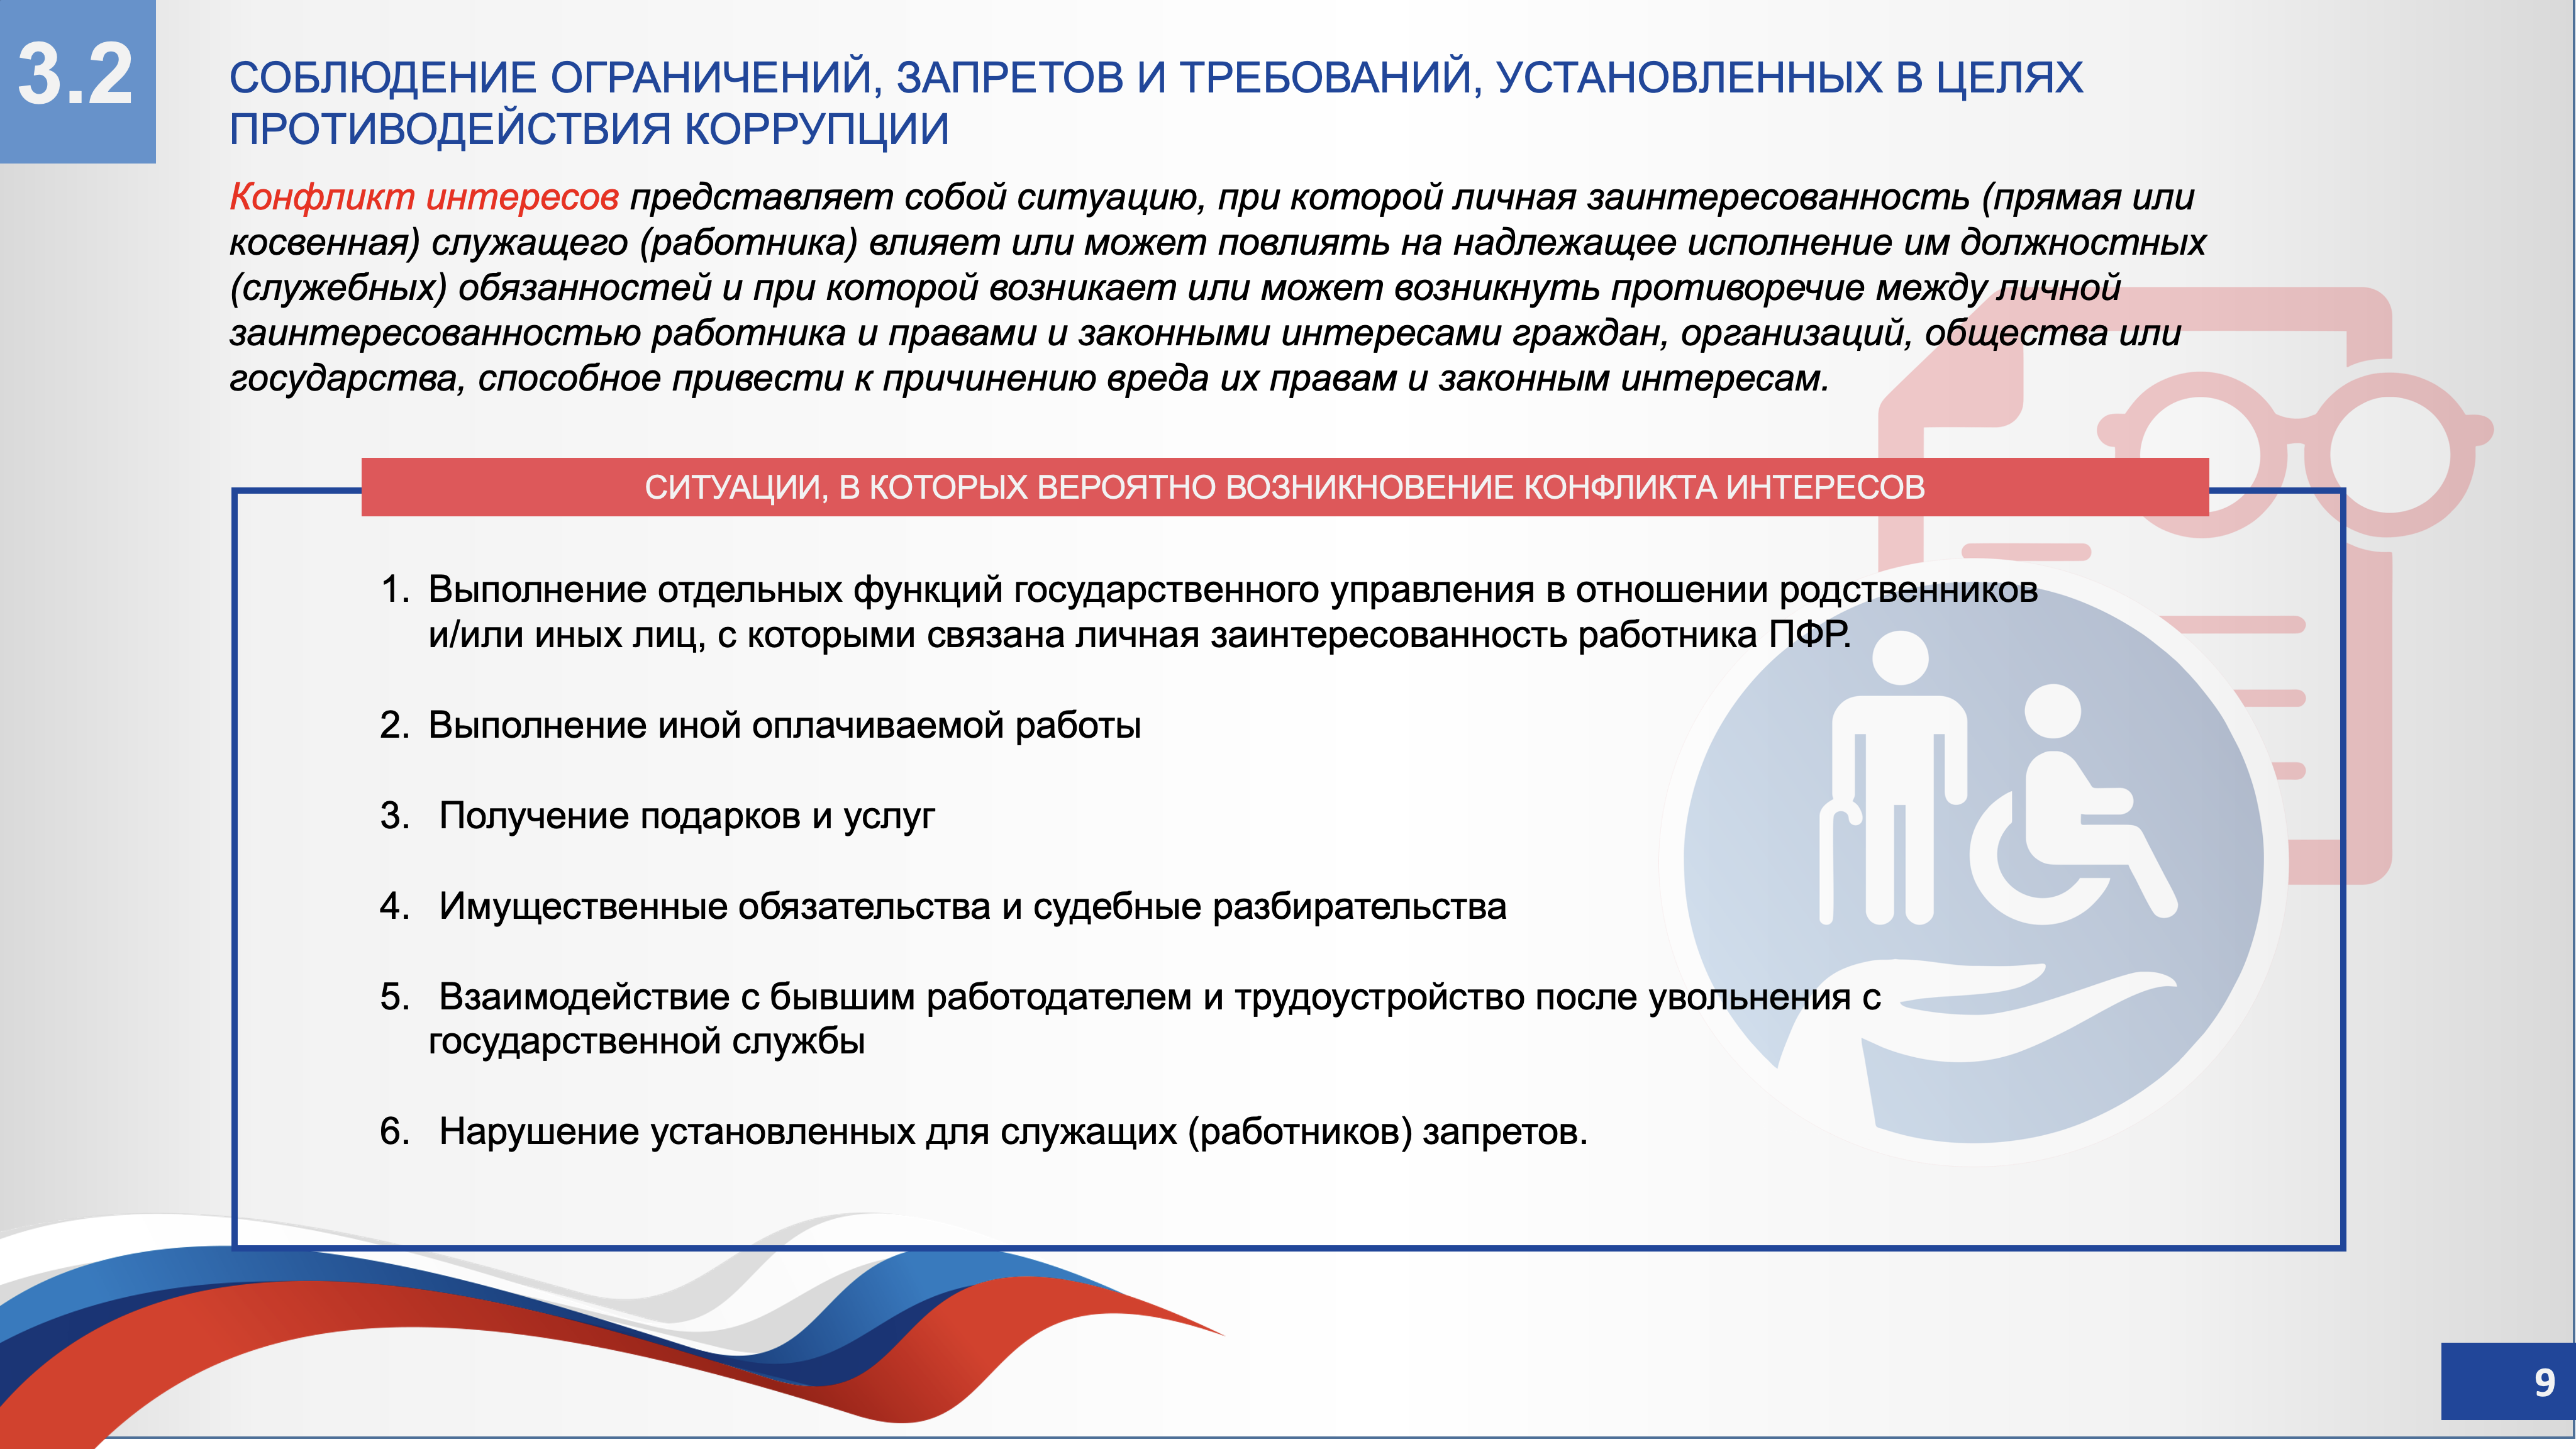 3.2
СОБЛЮДЕНИЕ ОГРАНИЧЕНИЙ, ЗАПРЕТОВ И ТРЕБОВАНИЙ, УСТАНОВЛЕННЫХ В ЦЕЛЯХ
ПРОТИВОДЕЙСТВИЯ КОРРУПЦИИ
Конфликт интересов представляет собой ситуацию, при которой личная заинтересованность (прямая или
косвенная) служащего (работника) влияет или может повлиять на надлежащее исполнение им должностных
(служебных) обязанностей и при которой возникает или может возникнуть противоречие между личной
заинтересованностью работника и правами и законными интересами граждан, организаций, общества или
государства, способное привести к причинению вреда их правам и законным интересам.
СИТУАЦИИ, В КОТОРЫХ ВЕРОЯТНО ВОЗНИКНОВЕНИЕ КОНФЛИКТА ИНТЕРЕСОВ
1. Выполнение отдельных функций государственного управления в отношении родственников
и/или иных лиц, с которыми связана личная заинтересованность работника ПФР.
2. Выполнение иной оплачиваемой работы
3. Получение подарков и услуг
4. Имущественные обязательства и судебные разбирательства
5. Взаимодействие с бывшим работодателем и трудоустройство после увольнения с
государственной службы
6. Нарушение установленных для служащих (работников) запретов.
9